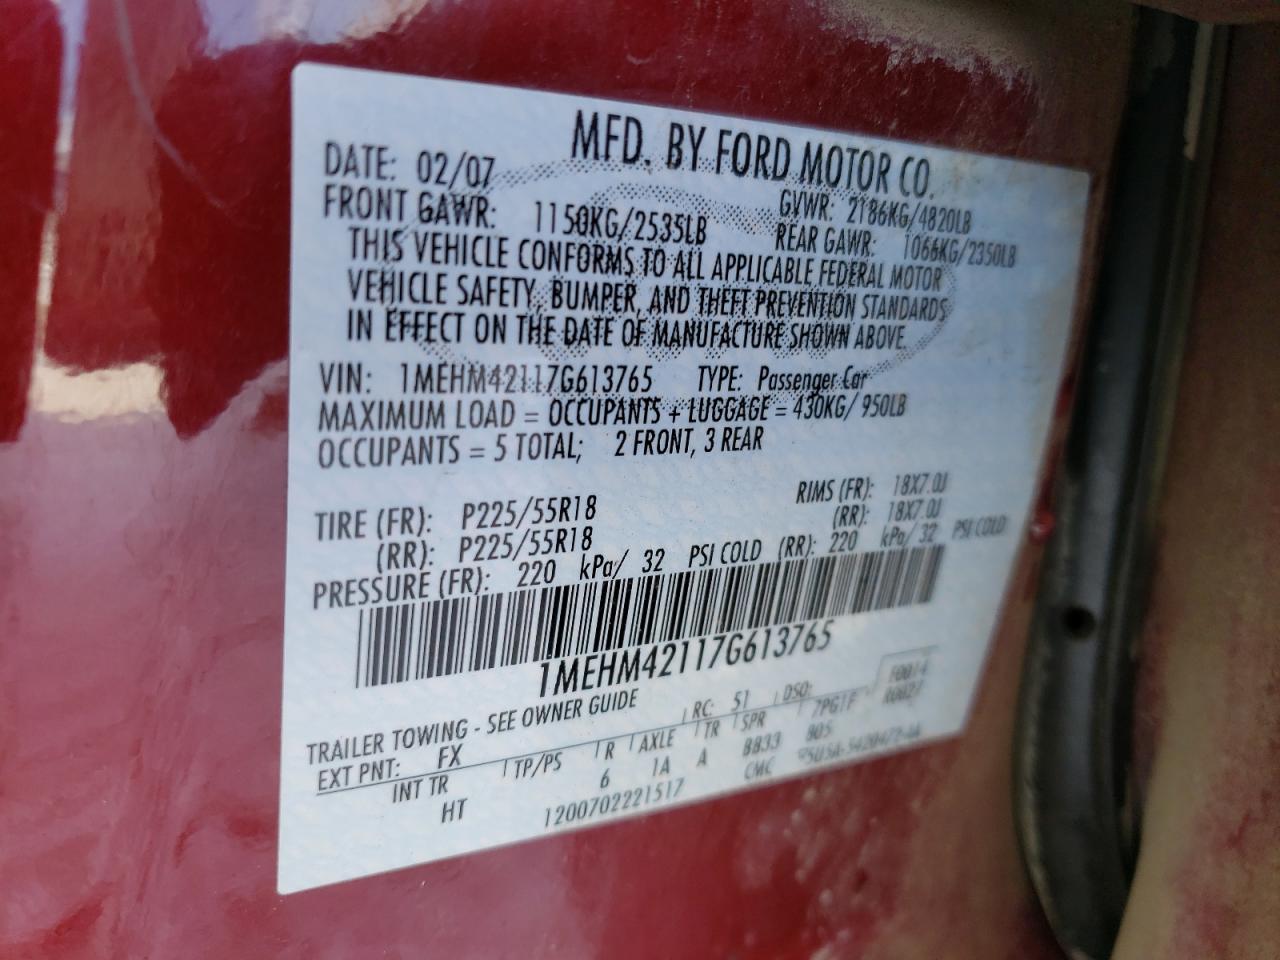 MFD. BY FORD MOTOR CO.
DATE: 02/07 GVWR: 2186KG/4820LB
FRONT GAWR: 1150KG/2535LB REAR GAWR: 1066KG/2350LB
THIS VEHICLE CONFORMS TO ALL APPLICABLE FEDERAL MOTOR
VEHICLE SAFETY, BUMPER, AND THEFT PREVENTION STANDARDS
IN EFFECT ON THE DATE OF MANUFACTURE SHOWN ABOVE.
VIN: 1MEHM42117G613765 TYPE: Passenger Car
MAXIMUM LOAD = OCCUPANTS + LUGGAGE = 430KG/950LB
OCCUPANTS = 5 TOTAL; 2 FRONT, 3 REAR
TIRE (FR): P225/55R18 RIMS (FR): 18X7.0J
(RR): P225/55R18 (RR): 18X7.0J
PRESSURE (FR): 220 kPa/ 32 PSI COLD (RR): 220 kPa/ 32 PSI COLD
1MEHM42117G613765
TRAILER TOWING - SEE OWNER GUIDE
EXT PNT: FX RC: 51 DSO:
INT TR TP/PS R AXLE TR SPR
HT 6 1A A BB33
1200702221517 CMC